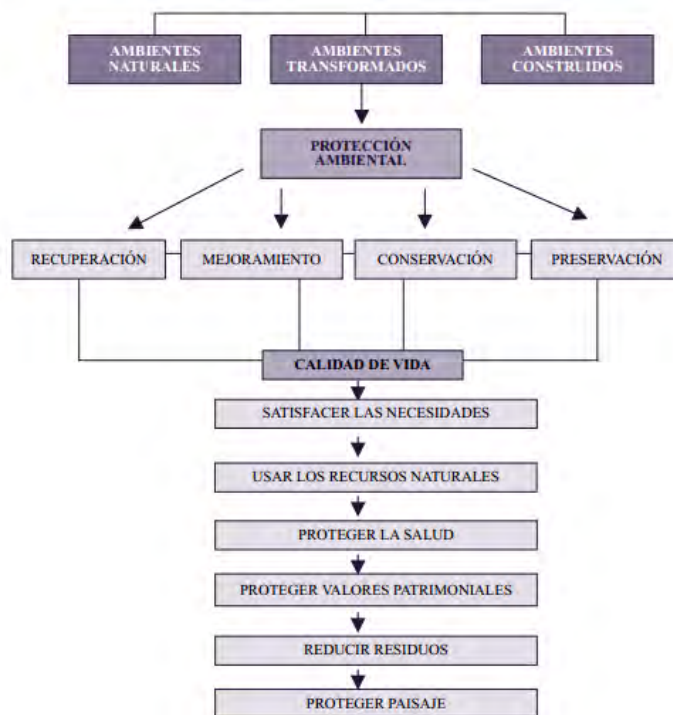 AMBIENTES
NATURALES
AMBIENTES
TRANSFORMADOS
AMBIENTES
CONSTRUIDOS
PROTECCIÓN
AMBIENTAL
RECUPERACIÓN
MEJORAMIENTO
CONSERVACIÓN
PRESERVACIÓN
CALIDAD DE VIDA
SATISFACER LAS NECESIDADES
USAR LOS RECURSOS NATURALES
PROTEGER LA SALUD
PROTEGER VALORES PATRIMONIALES
REDUCIR RESIDUOS
PROTEGER PAISAJE